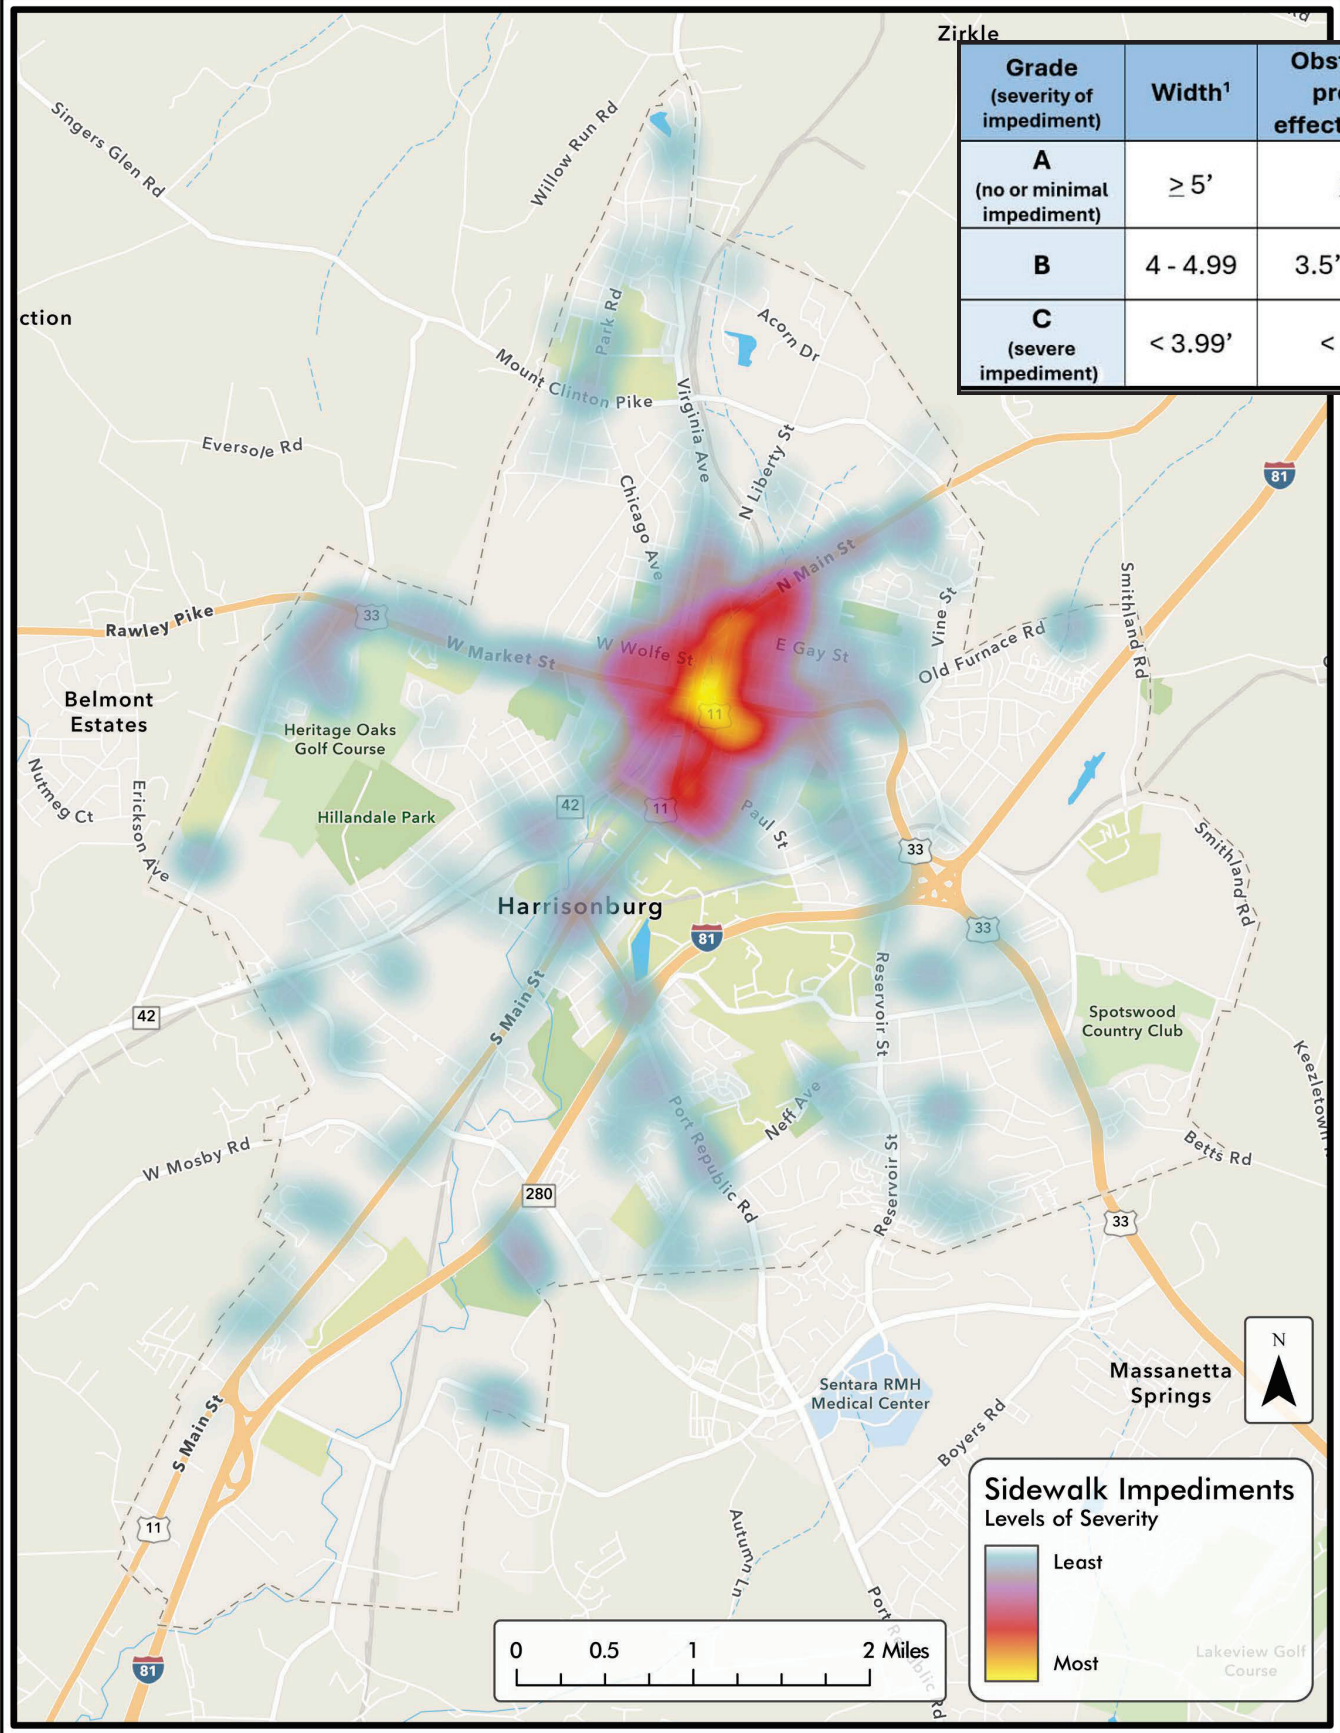 Zirkle
Grade
(severity of
impediment)
Width¹
A
(no or minimal
impediment)
≥ 5’
B
4 - 4.99
3.5’
C
(severe
impediment)
< 3.99’
<
Singers Glen Rd
Willow Run Rd
ction
Park Rd
Acorn Dr
Mount Clinton Pike
Virginia Ave
Eversole Rd
N Liberty St
Chicago Ave
81
N Main St
Rawley Pike
33
W Market St
W Wolfe St
E Gay St
Vine St
Old Furnace Rd
Smithland Rd
Belmont
Estates
11
Heritage Oaks
Golf Course
Nutmeg Ct
Erickson Ave
Hillandale Park
42
11
Paul St
33
Smithland Rd
Harrisonburg
81
33
42
S Main St
Reservoir St
Spotswood
Country Club
Port Republic Rd
Neff Ave
W Mosby Rd
Reservoir St
Betts Rd
280
33
N
Massanetta
Springs
Sentara RMH
Medical Center
S Main St
Boyers Rd
11
Autumn Ln
Sidewalk Impediments
Levels of Severity
Least
Most
Port Republic Rd
0 0.5 1 2 Miles
81
Lakeview Golf
Course